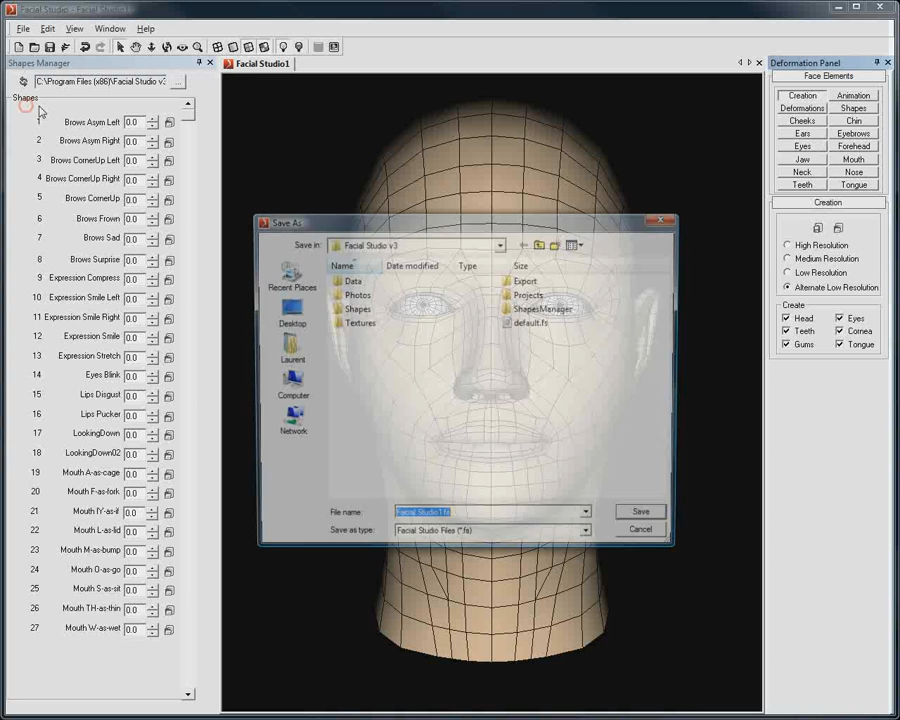 Facial Studio - Facial Studio1
File Edit View Window Help
Shapes Manager
C:\Program Files (x86)\Facial Studio v3
...
Shapes
1 Brows Asym Left 0.0
2 Brows Asym Right 0.0
3 Brows CornerUp Left 0.0
4 Brows CornerUp Right 0.0
5 Brows CornerUp 0.0
6 Brows Frown 0.0
7 Brows Sad 0.0
8 Brows Surprise 0.0
9 Expression Compress 0.0
10 Expression Smile Left 0.0
11 Expression Smile Right 0.0
12 Expression Smile 0.0
13 Expression Stretch 0.0
14 Eyes Blink 0.0
15 Lips Disgust 0.0
16 Lips Pucker 0.0
17 LookingDown 0.0
18 LookingDown02 0.0
19 Mouth A-as-cage 0.0
20 Mouth F-as-fork 0.0
21 Mouth IY-as-if 0.0
22 Mouth L-as-lid 0.0
23 Mouth M-as-bump 0.0
24 Mouth O-as-go 0.0
25 Mouth S-as-sit 0.0
26 Mouth TH-as-thin 0.0
27 Mouth W-as-wet 0.0
Facial Studio1
Save As
Save in: Facial Studio v3
Name Date modified Type Size
Recent Places
Desktop
Laurent
Computer
Network
Data Export
Photos Projects
Shapes ShapesManager
Textures default.fs
File name: Facial Studio1.fs Save
Save as type: Facial Studio Files (*.fs) Cancel
Deformation Panel
Face Elements
Creation Animation
Deformations Shapes
Cheeks Chin
Ears Eyebrows
Eyes Forehead
Jaw Mouth
Neck Nose
Teeth Tongue
Creation
High Resolution
Medium Resolution
Low Resolution
Alternate Low Resolution
Create
Head Eyes
Teeth Cornea
Gums Tongue